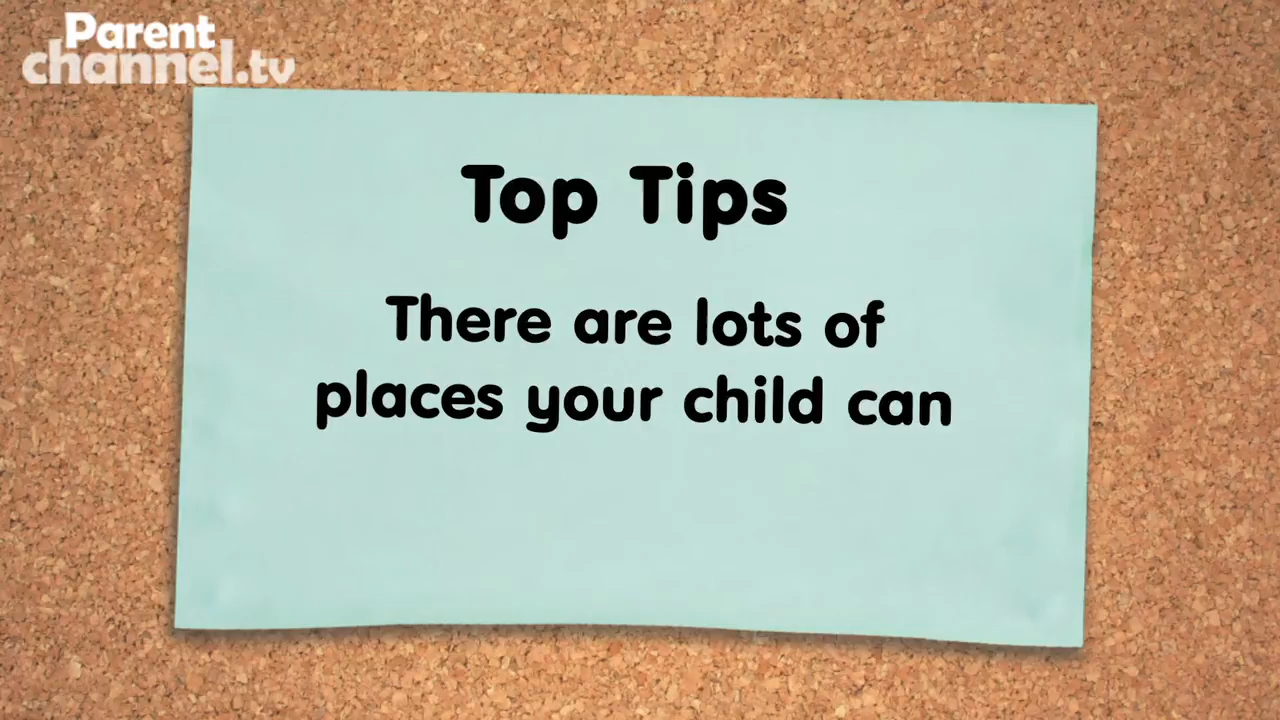 Parent
channel.tv
Top Tips
There are lots of
places your child can